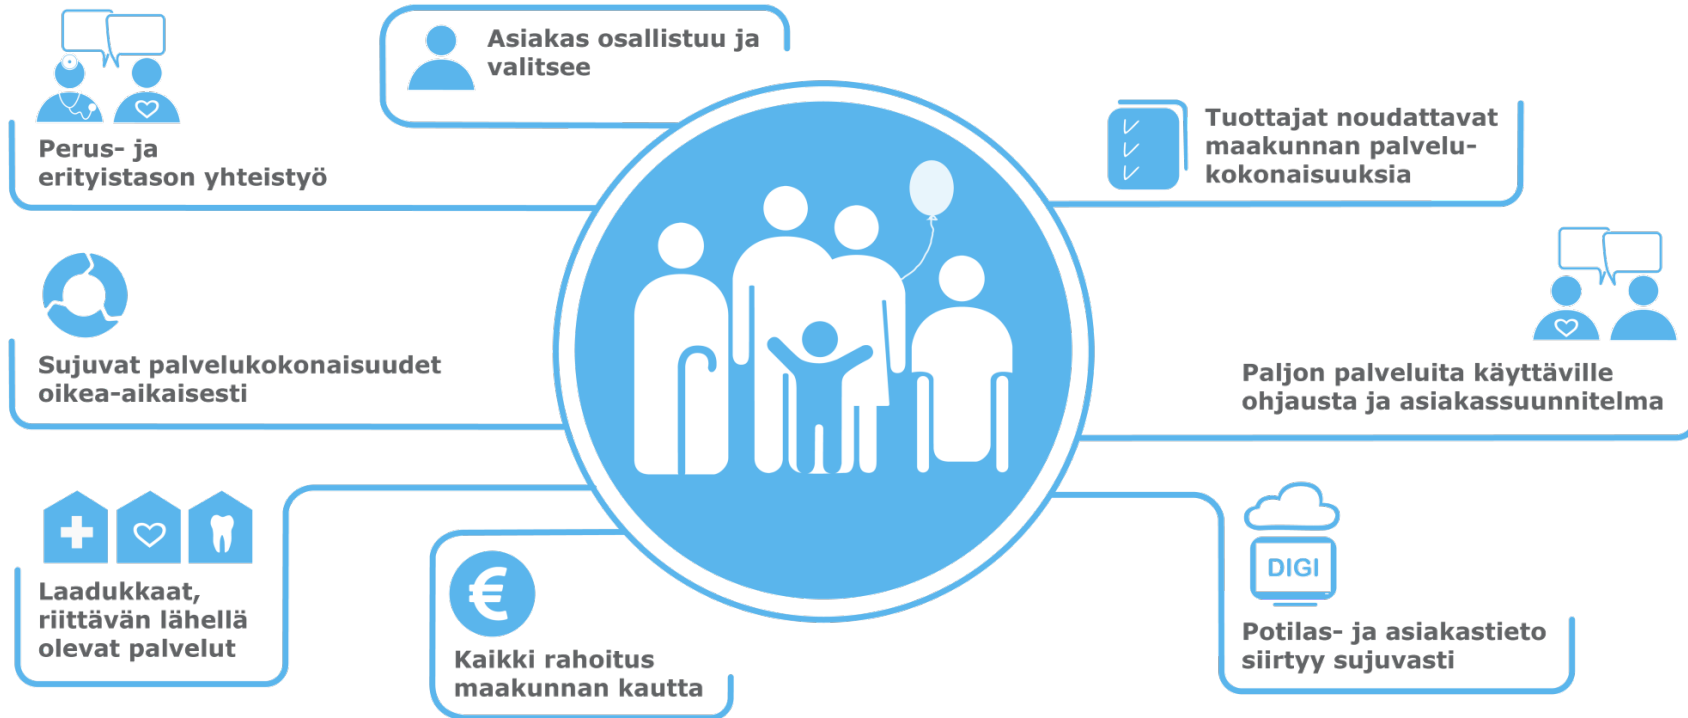 Asiakas osallistuu ja
valitsee
Perus- ja
erityistason yhteistyö
Tuottajat noudattavat
maakunnan palvelu-
kokonaisuuksia
Sujuvat palvelukokonaisuudet
oikea-aikaisesti
Paljon palveluita käyttäville
ohjausta ja asiakassuunnitelma
Laadukkaat,
riittävän lähellä
olevat palvelut
€
Kaikki rahoitus
maakunnan kautta
DIGI
Potilas- ja asiakastieto
siirtyy sujuvasti